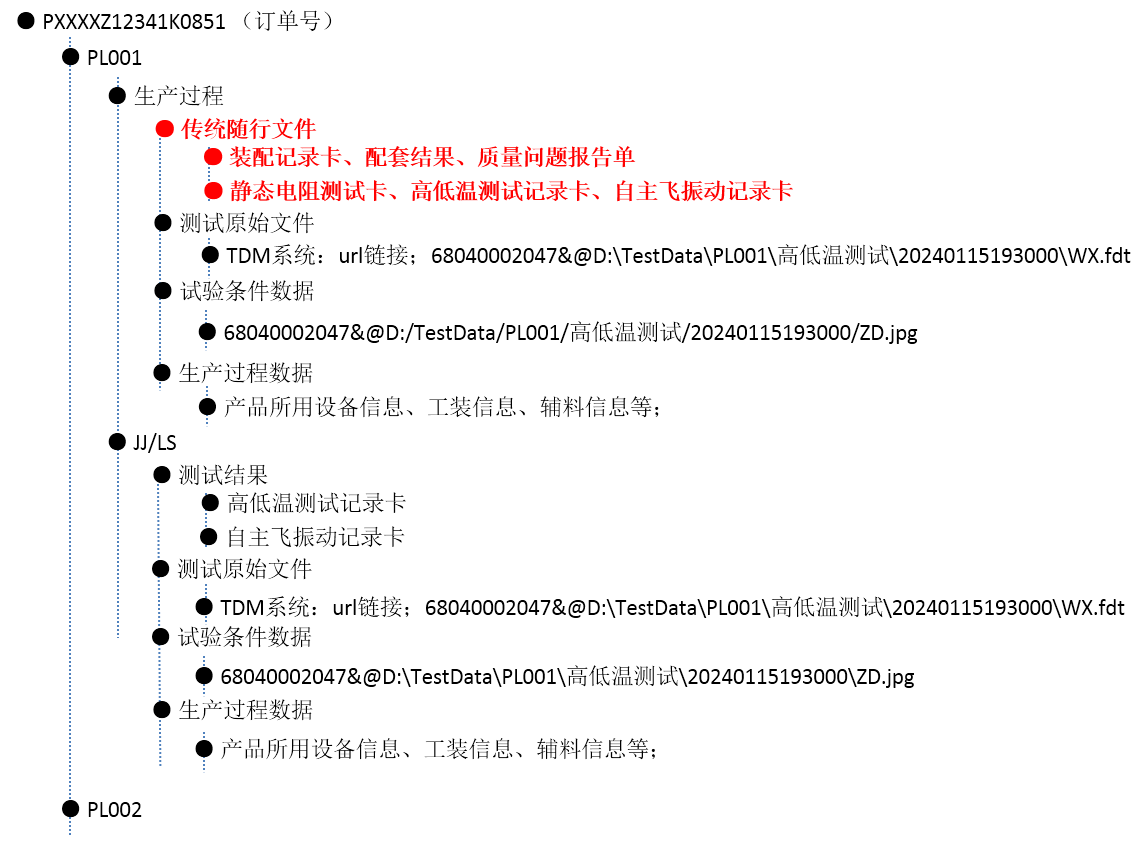 PXXXXZ12341K0851 （订单号）
PL001
生产过程
传统随行文件
装配记录卡、配套结果、质量问题报告单
静态电阻测试卡、高低温测试记录卡、自主飞振动记录卡
测试原始文件
TDM系统：url链接；68040002047&@D:\TestData\PL001\高低温测试\20240115193000\WX.fdt
试验条件数据
68040002047&@D:/TestData/PL001/高低温测试/20240115193000/ZD.jpg
生产过程数据
产品所用设备信息、工装信息、辅料信息等；
JJ/LS
测试结果
高低温测试记录卡
自主飞振动记录卡
测试原始文件
TDM系统：url链接；68040002047&@D:\TestData\PL001\高低温测试\20240115193000\WX.fdt
试验条件数据
68040002047&@D:\TestData\PL001\高低温测试\20240115193000\ZD.jpg
生产过程数据
产品所用设备信息、工装信息、辅料信息等；
PL002